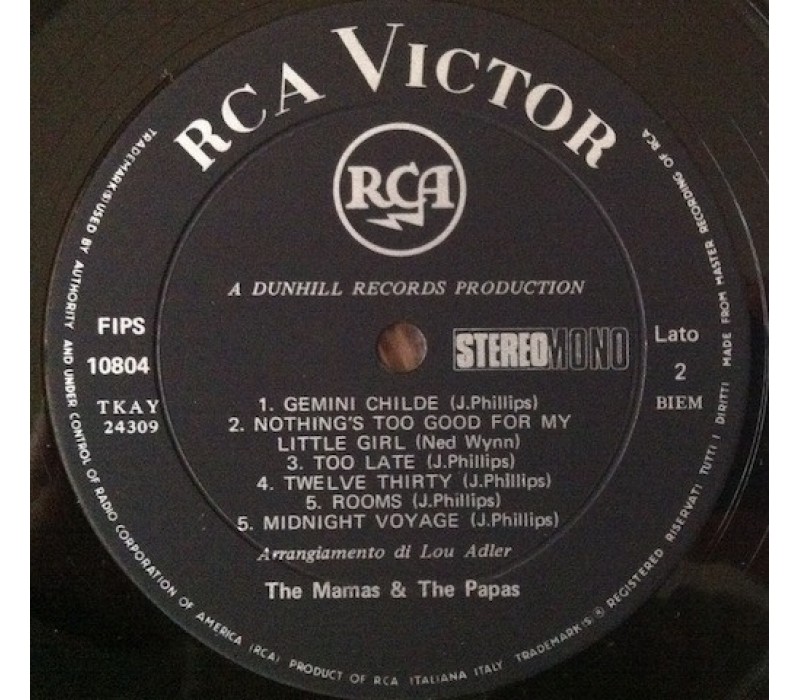 RCA VICTOR
RCA
A DUNHILL RECORDS PRODUCTION
FIPS
10804
TKAY
24309
STEREO MONO
Lato
2
BIEM
1. GEMINI CHILDE (J.Phillips)
2. NOTHING'S TOO GOOD FOR MY
LITTLE GIRL (Ned Wynn)
3. TOO LATE (J.Phillips)
4. TWELVE THIRTY (J.Phillips)
5. ROOMS (J.Phillips)
5. MIDNIGHT VOYAGE (J.Phillips)
Arrangiamento di Lou Adler
The Mamas & The Papas
TRADEMARK(S) USED BY AUTHORITY AND UNDER CONTROL OF RADIO CORPORATION OF AMERICA (RCA) PRODUCT OF RCA ITALIANA ITALY TRADEMARK(S) ® REGISTERED RISERVATI TUTTI I DIRITTI MADE FROM MASTER RECORDING OF RCA